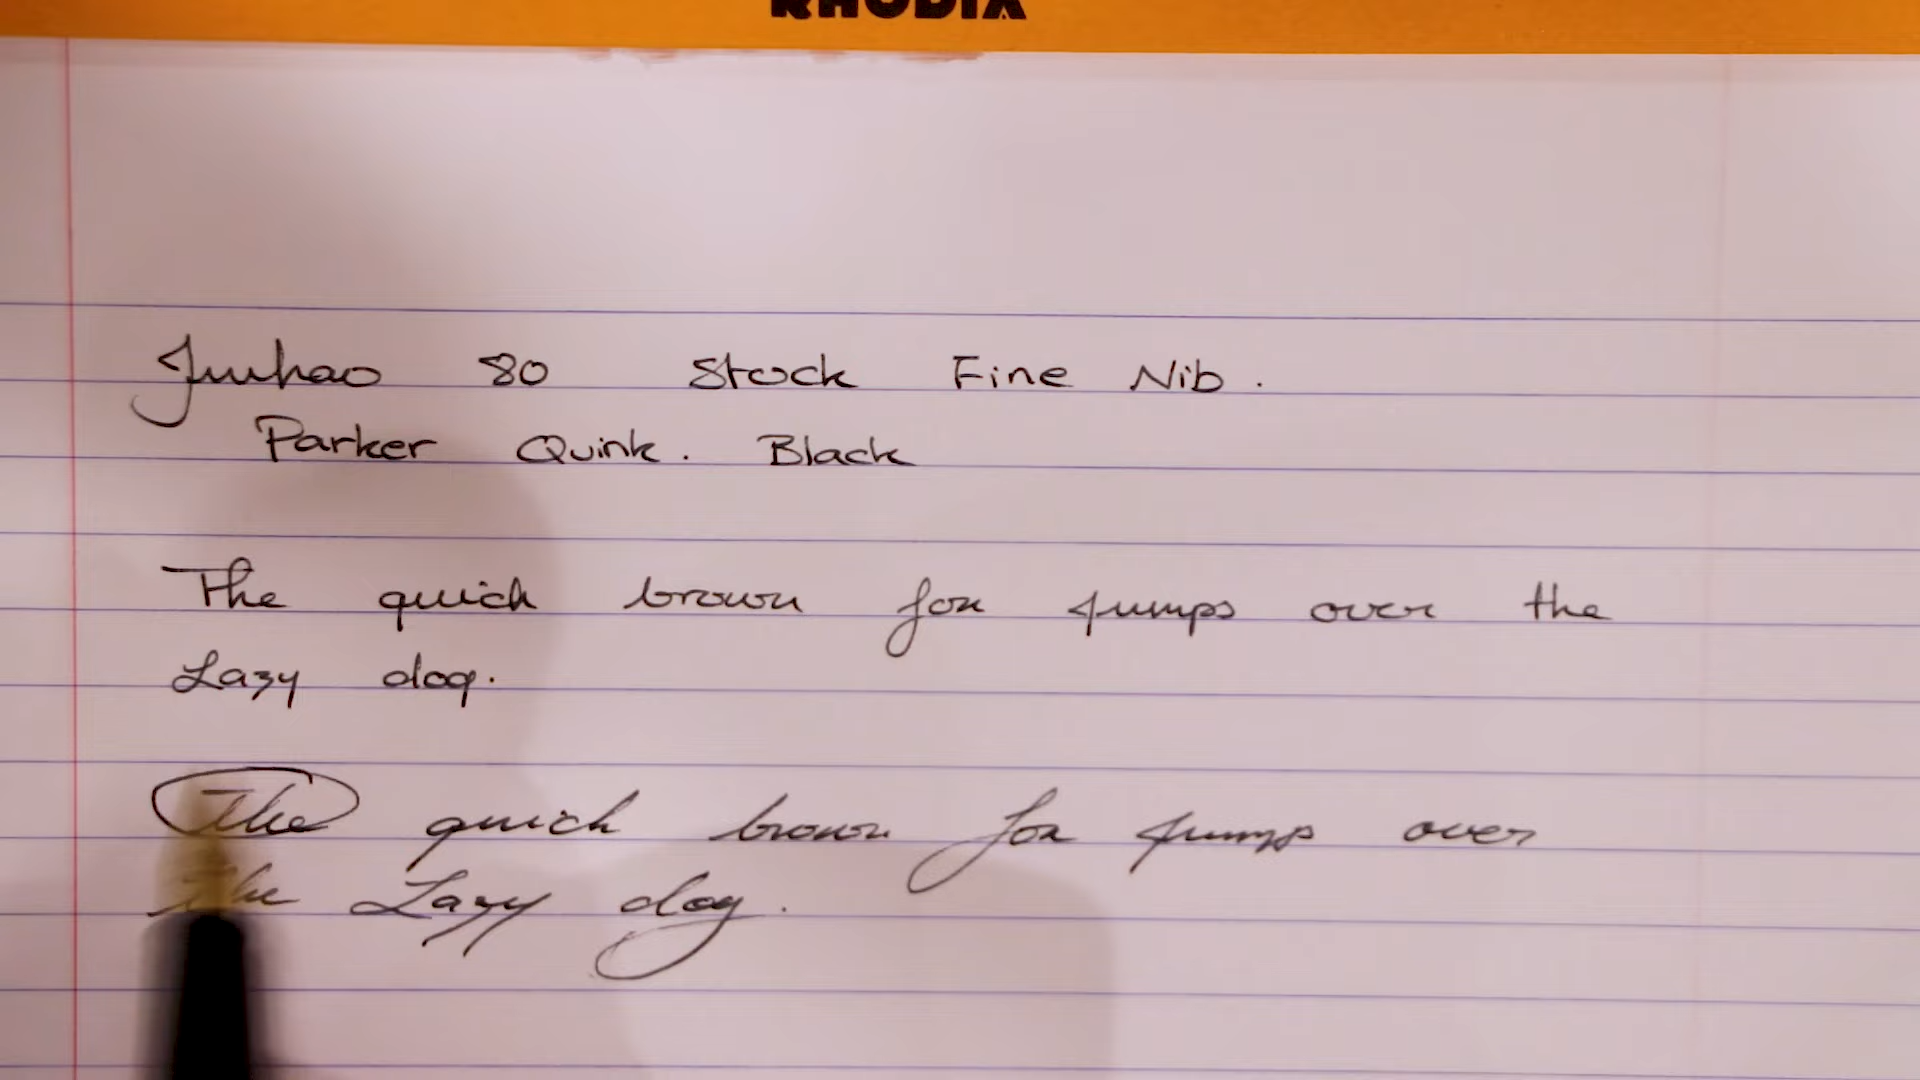 RHODIA
Jinhao 80 Stock Fine Nib.
Parker Quink. Black
The quick brown fox jumps over the
Lazy dog.
The quick brown fox jumps over
the Lazy dog.